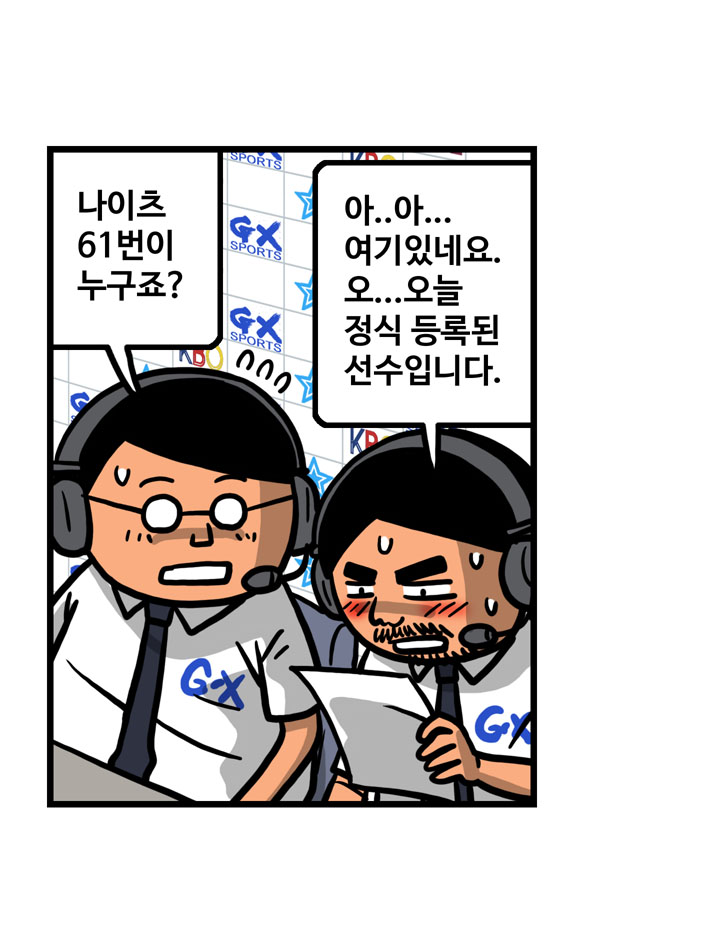 GX
SPORTS
KBO
나이츠
61번이
누구죠?
아..아...
여기있네요.
오...오늘
정식 등록된
선수입니다.
GX
SPORTS
GX
SPORTS
KBO
KBO
GX
GX